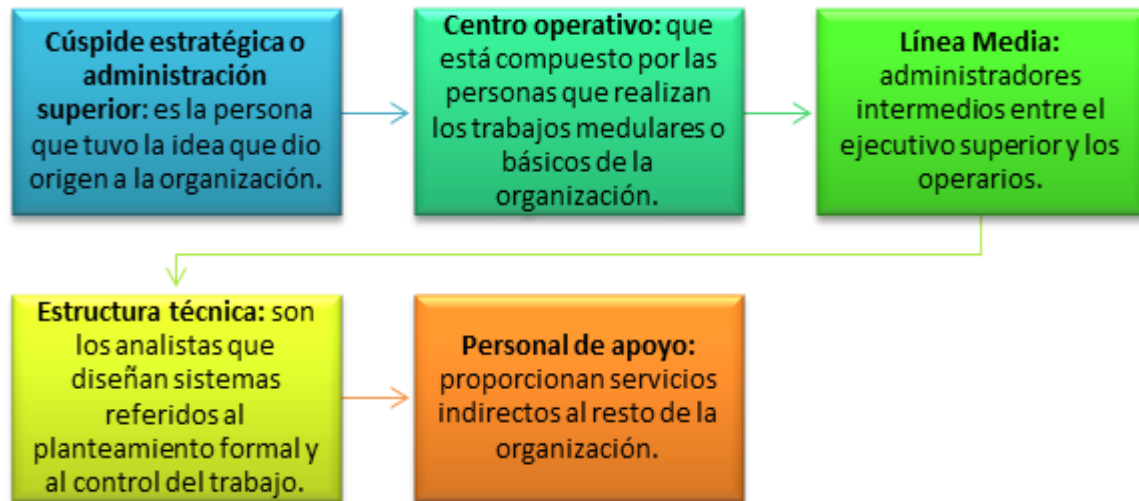 Cúspide estratégica o
administración
superior: es la persona
que tuvo la idea que dio
origen a la organización.
Centro operativo: que
está compuesto por las
personas que realizan
los trabajos medulares o
básicos de la
organización.
Línea Media:
administradores
intermedios entre el
ejecutivo superior y los
operarios.
Estructura técnica: son
los analistas que
diseñan sistemas
referidos al
planteamiento formal y
al control del trabajo.
Personal de apoyo:
proporcionan servicios
indirectos al resto de la
organización.